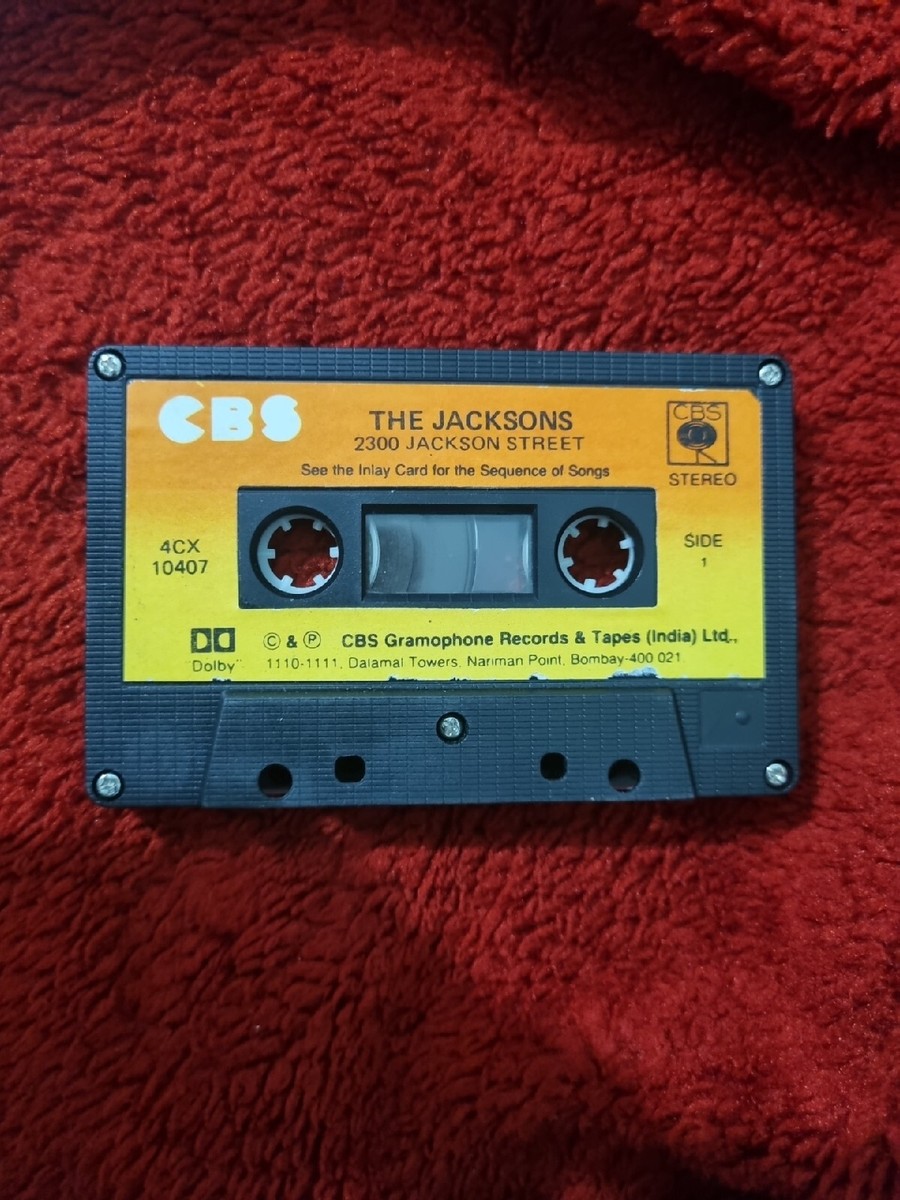 CBS
THE JACKSONS
2300 JACKSON STREET
See the Inlay Card for the Sequence of Songs
CBS
STEREO
4CX
10407
SIDE
1
"Dolby"
© & ℗ CBS Gramophone Records & Tapes (India) Ltd.,
1110-1111, Dalamal Towers, Nariman Point, Bombay-400 021.